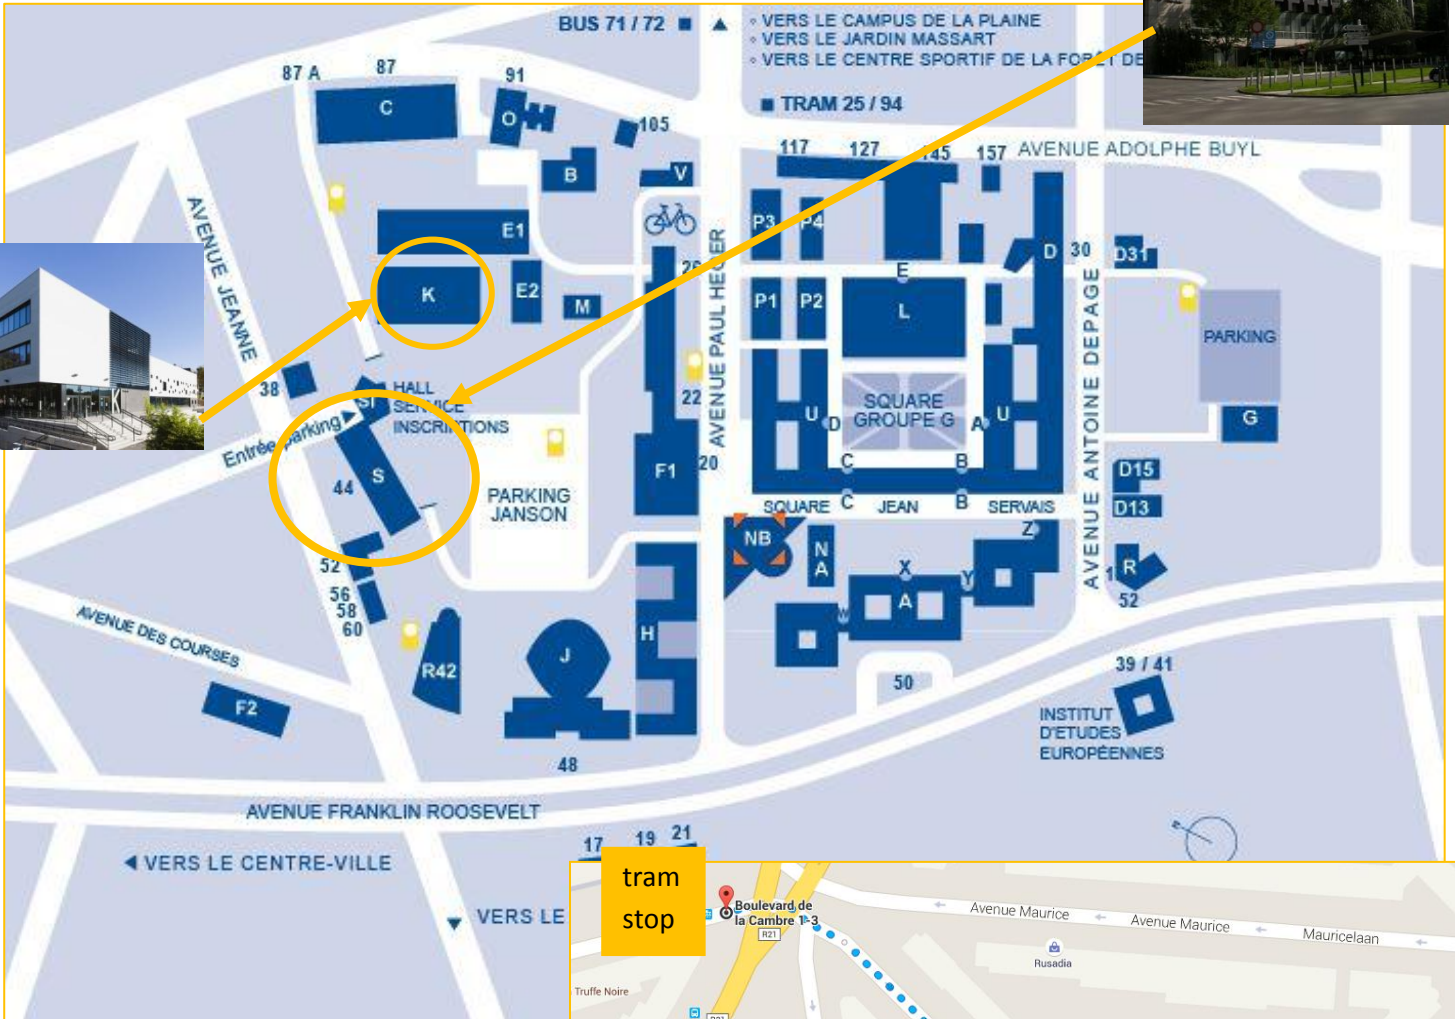 BUS 71 / 72
VERS LE CAMPUS DE LA PLAINE
VERS LE JARDIN MASSART
VERS LE CENTRE SPORTIF DE LA FORÊT DE
TRAM 25 / 94
87 A
87
91
C
O
105
B
V
117
127
145
157
AVENUE ADOLPHE BUYL
AVENUE JEANNE
E1
K
E2
M
26
AVENUE PAUL HEGER
P3
P4
E
D
30
D31
P1
P2
L
AVENUE ANTOINE DEPAGE
PARKING
K
38
SI
HALL
SERVICE
INSCRIPTIONS
22
U
D
SQUARE
GROUPE G
A
U
G
Entrée parking
44
S
PARKING
JANSON
F1
20
C
B
D15
SQUARE
C
JEAN
B
SERVAIS
D13
NB
N
A
Z
52
X
Y
R
1
52
56
58
60
W
A
AVENUE DES COURSES
H
R42
J
50
39 / 41
F2
INSTITUT
D'ETUDES
EUROPÉENNES
48
AVENUE FRANKLIN ROOSEVELT
17
19
21
VERS LE CENTRE-VILLE
VERS LE
tram
stop
Boulevard de
la Cambre 1-3
R21
Avenue Maurice
Avenue Maurice
Mauricelaan
Rusadia
Truffe Noire
R21